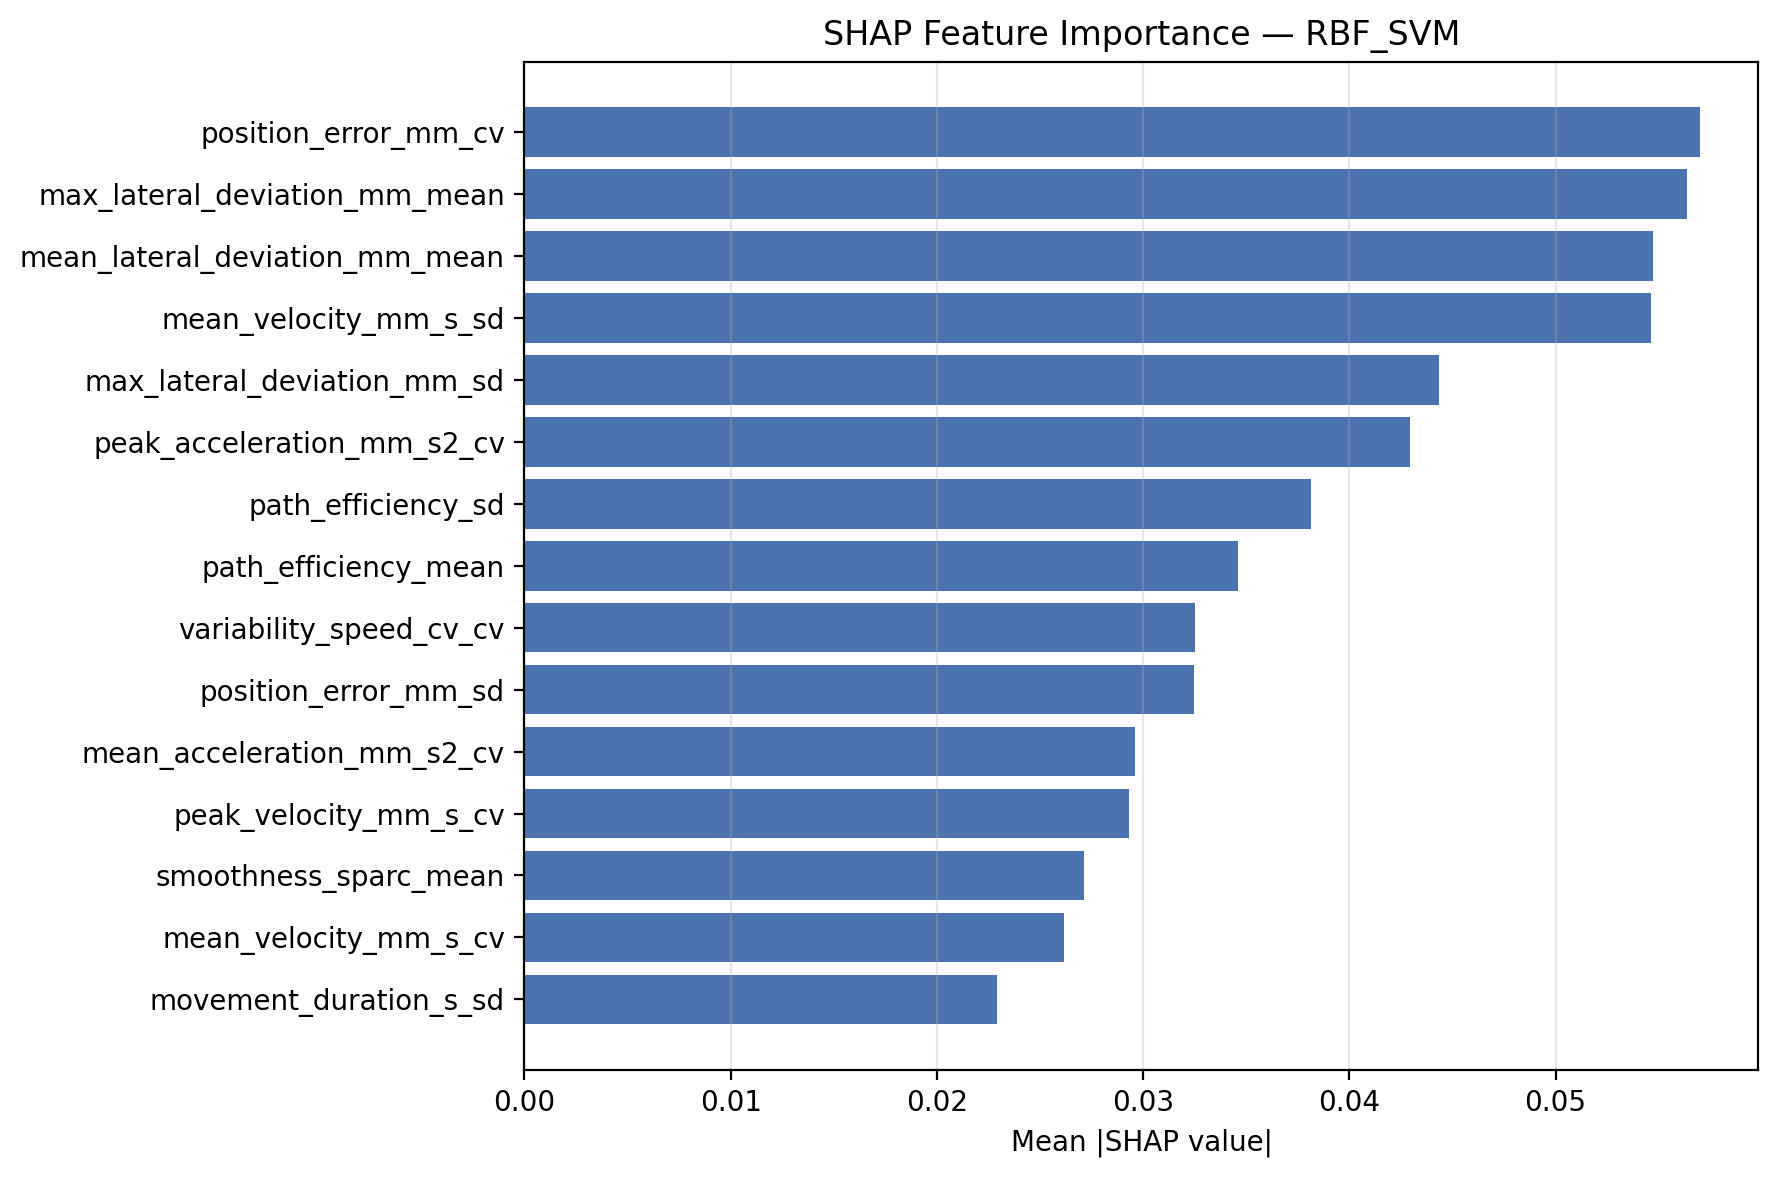 SHAP Feature Importance — RBF_SVM
position_error_mm_cv
max_lateral_deviation_mm_mean
mean_lateral_deviation_mm_mean
mean_velocity_mm_s_sd
max_lateral_deviation_mm_sd
peak_acceleration_mm_s2_cv
path_efficiency_sd
path_efficiency_mean
variability_speed_cv_cv
position_error_mm_sd
mean_acceleration_mm_s2_cv
peak_velocity_mm_s_cv
smoothness_sparc_mean
mean_velocity_mm_s_cv
movement_duration_s_sd
0.00 0.01 0.02 0.03 0.04 0.05
Mean |SHAP value|